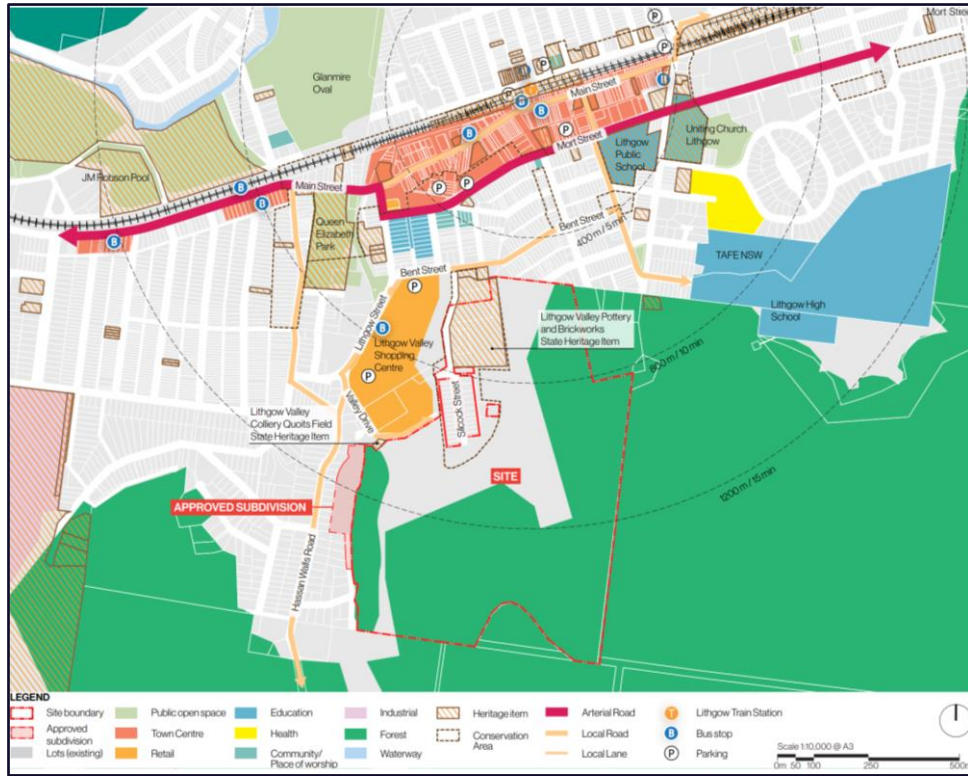 Mort Street
Glanmire
Oval
P
P
P
B
T
B
Main Street
B
P
B
Mort Street
P
Uniting Church
Lithgow
Lithgow
Public
School
JM Robson Pool
B
Main Street
P
P
B
B
Queen
Elizabeth
Park
Bent Street
400 m / 5 min
TAFE NSW
Bent Street
P
Lithgow Street
Lithgow High
School
Lithgow Valley Pottery
and Brickworks
State Heritage Item
B
Lithgow Valley
Shopping
Centre
P
800 m / 10 min
Valley Drive
Silcock Street
Lithgow Valley
Colliery Quoits Field
State Heritage Item
SITE
1200 m / 15 min
APPROVED SUBDIVISION
Hassan Walls Road
LEGEND
Site boundary
Approved
subdivision
Lots (existing)
Public open space
Town Centre
Retail
Education
Health
Community/
Place of worship
Industrial
Forest
Waterway
Heritage item
Conservation
Area
Arterial Road
Local Road
Local Lane
T Lithgow Train Station
B Bus stop
P Parking
Scale 1:10,000 @ A3
0m 50 100 250 500m